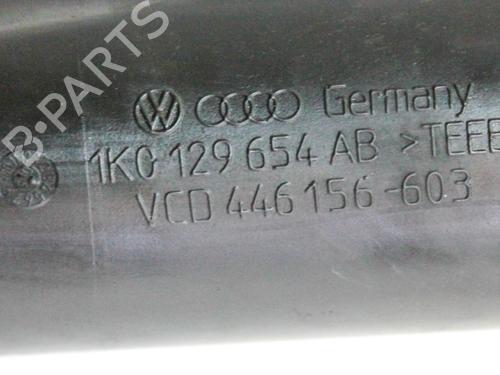 B-PARTS
Germany
1K0 129 654 AB >TEEE
VCD 446 156-603